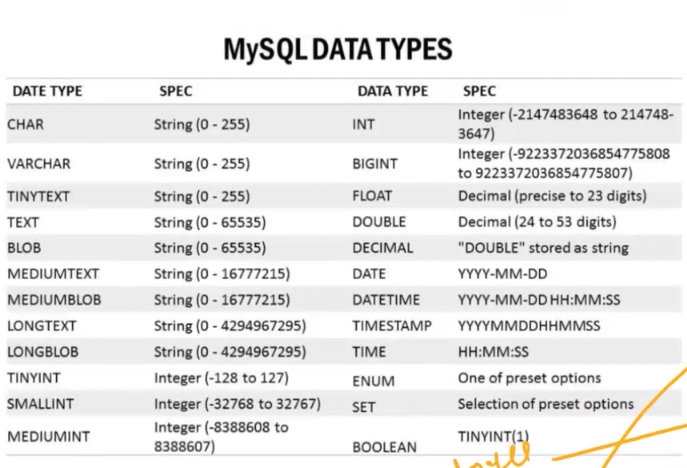 MySQL DATA TYPES
DATE TYPE SPEC DATA TYPE SPEC
CHAR String (0 - 255) INT Integer (-2147483648 to 214748-
3647)
VARCHAR String (0 - 255) BIGINT Integer (-9223372036854775808
to 9223372036854775807)
TINYTEXT String (0 - 255) FLOAT Decimal (precise to 23 digits)
TEXT String (0 - 65535) DOUBLE Decimal (24 to 53 digits)
BLOB String (0 - 65535) DECIMAL "DOUBLE" stored as string
MEDIUMTEXT String (0 - 16777215) DATE YYYY-MM-DD
MEDIUMBLOB String (0 - 16777215) DATETIME YYYY-MM-DD HH:MM:SS
LONGTEXT String (0 - 4294967295) TIMESTAMP YYYYMMDDHHMMSS
LONGBLOB String (0 - 4294967295) TIME HH:MM:SS
TINYINT Integer (-128 to 127) ENUM One of preset options
SMALLINT Integer (-32768 to 32767) SET Selection of preset options
MEDIUMINT Integer (-8388608 to
8388607) BOOLEAN TINYINT(1)